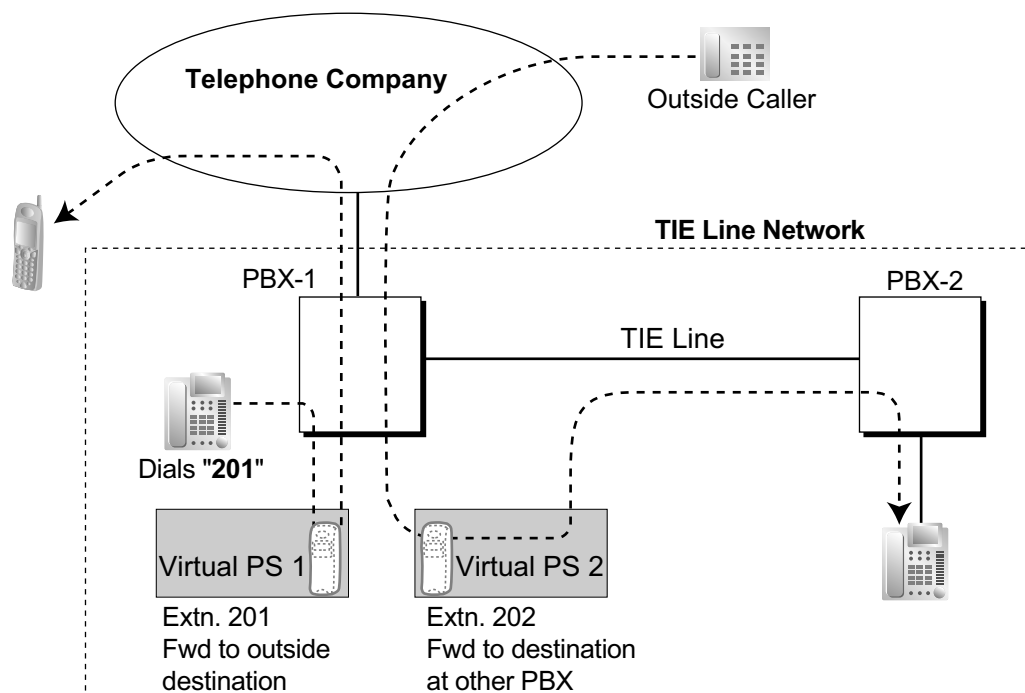 Telephone Company
Outside Caller
TIE Line Network
PBX-1
PBX-2
TIE Line
Dials "201"
Virtual PS 1
Virtual PS 2
Extn. 201
Fwd to outside
destination
Extn. 202
Fwd to destination
at other PBX